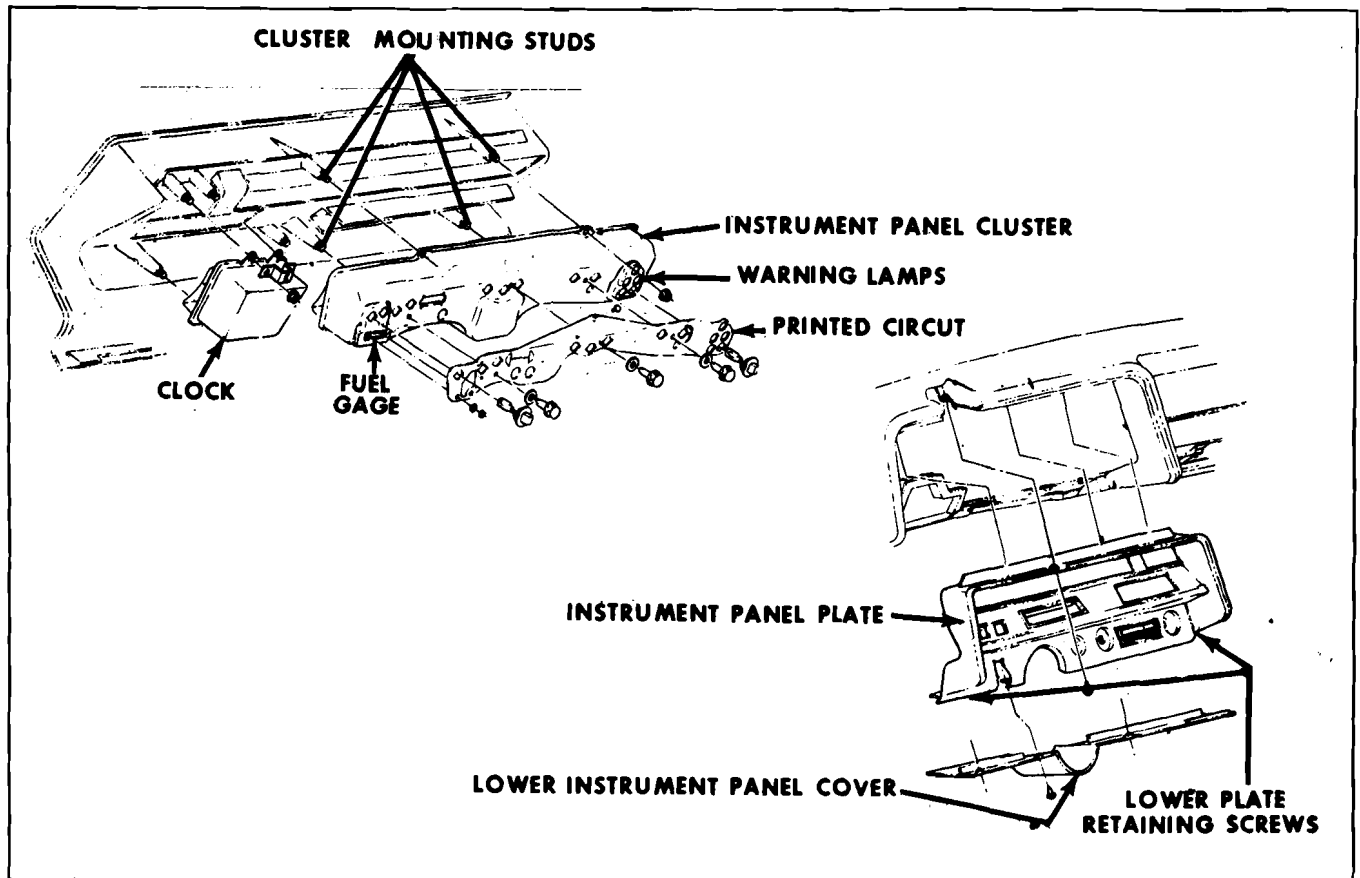 CLUSTER MOUNTING STUDS
INSTRUMENT PANEL CLUSTER
WARNING LAMPS
PRINTED CIRCUT
CLOCK
FUEL
GAGE
INSTRUMENT PANEL PLATE
LOWER INSTRUMENT PANEL COVER
LOWER PLATE
RETAINING SCREWS